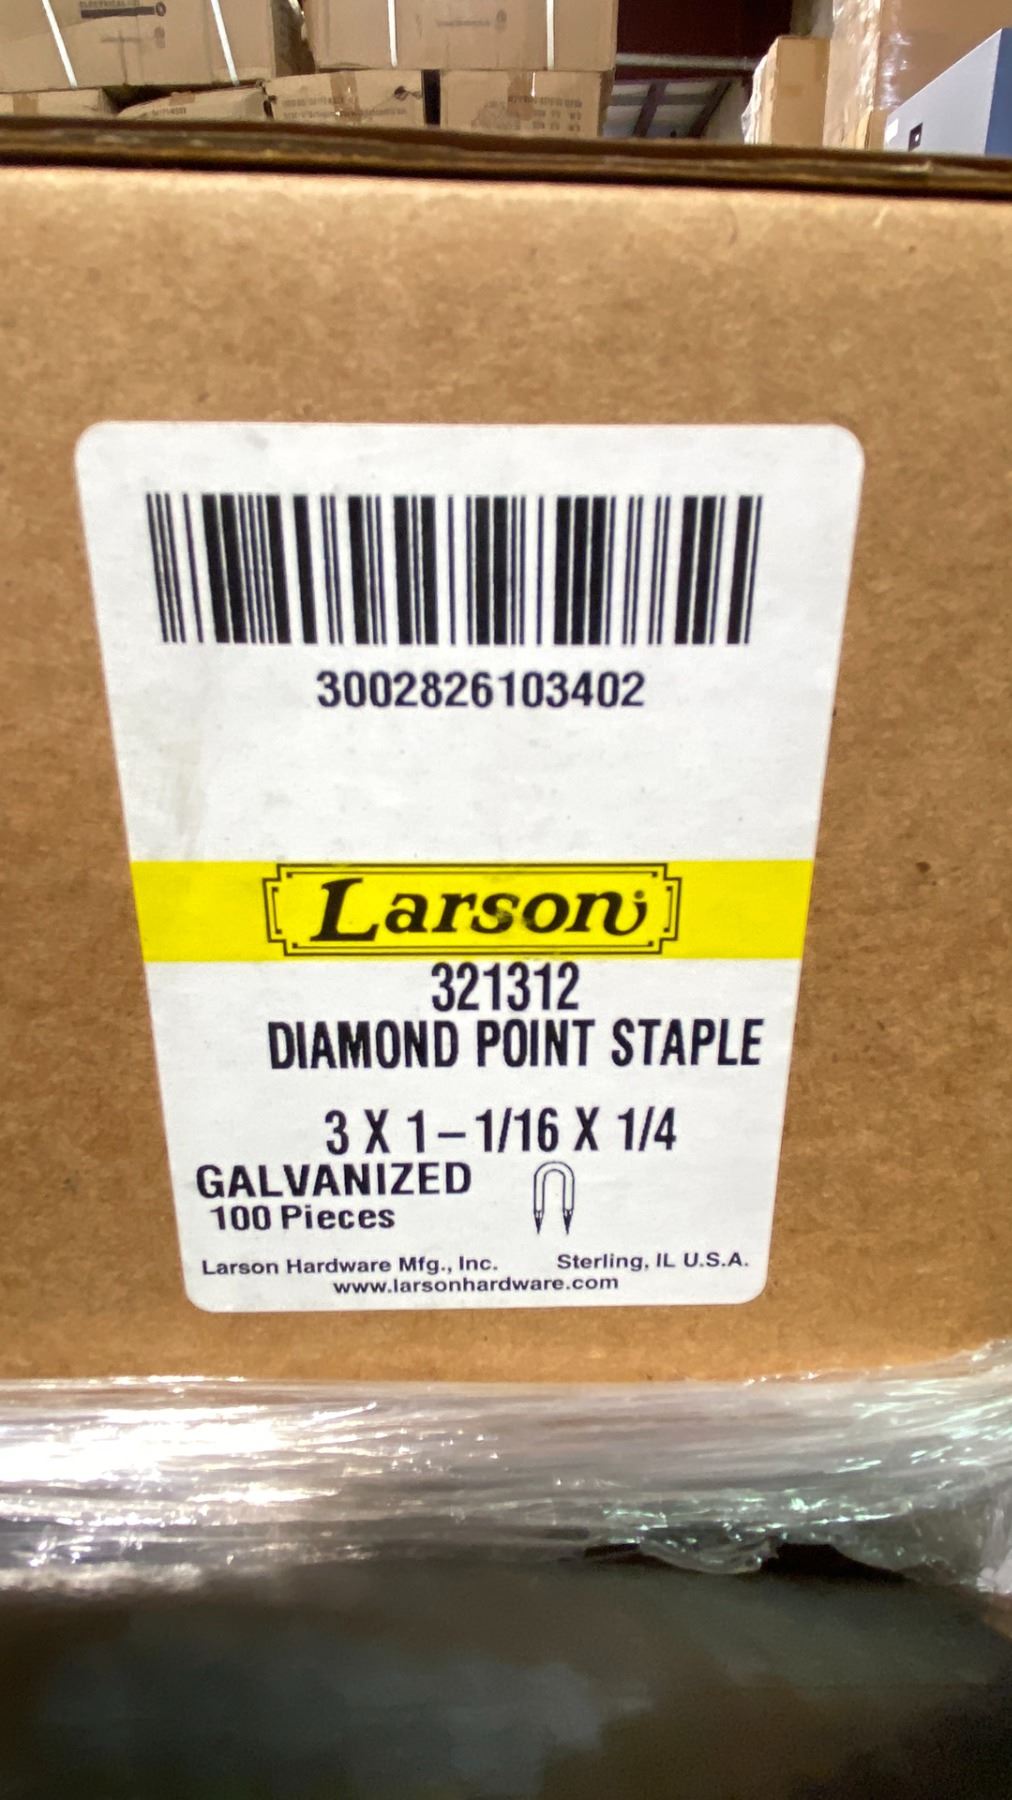 3002826103402
Larson
321312
DIAMOND POINT STAPLE
3 X 1-1/16 X 1/4
GALVANIZED
100 Pieces
Larson Hardware Mfg., Inc. Sterling, IL U.S.A.
www.larsonhardware.com